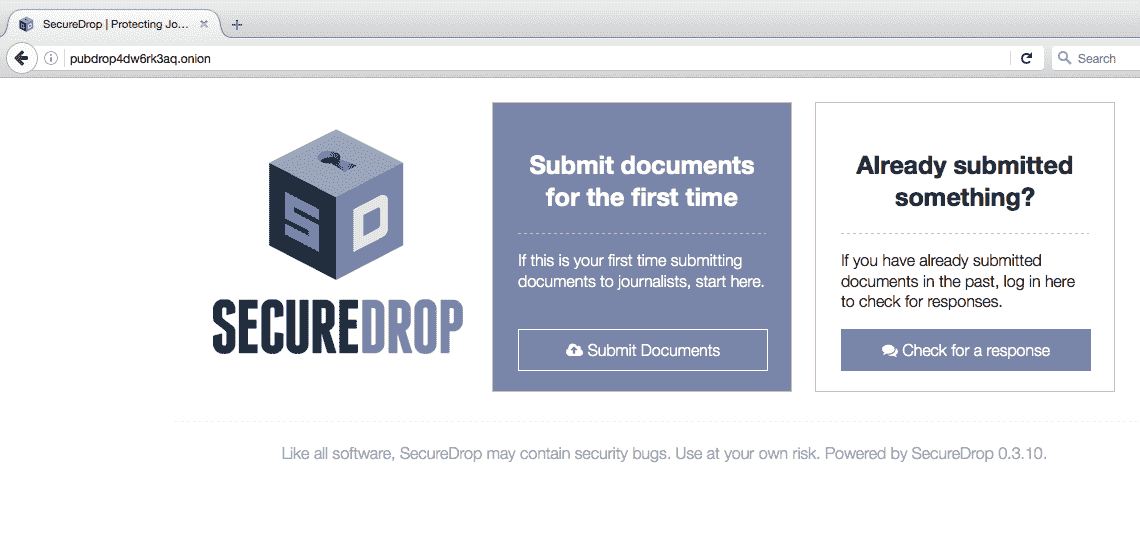 SecureDrop | Protecting Jo...
pubdrop4dw6rk3aq.onion
Search
S D
SECUREDROP
Submit documents
for the first time
If this is your first time submitting
documents to journalists, start here.
Submit Documents
Already submitted
something?
If you have already submitted
documents in the past, log in here
to check for responses.
Check for a response
Like all software, SecureDrop may contain security bugs. Use at your own risk. Powered by SecureDrop 0.3.10.